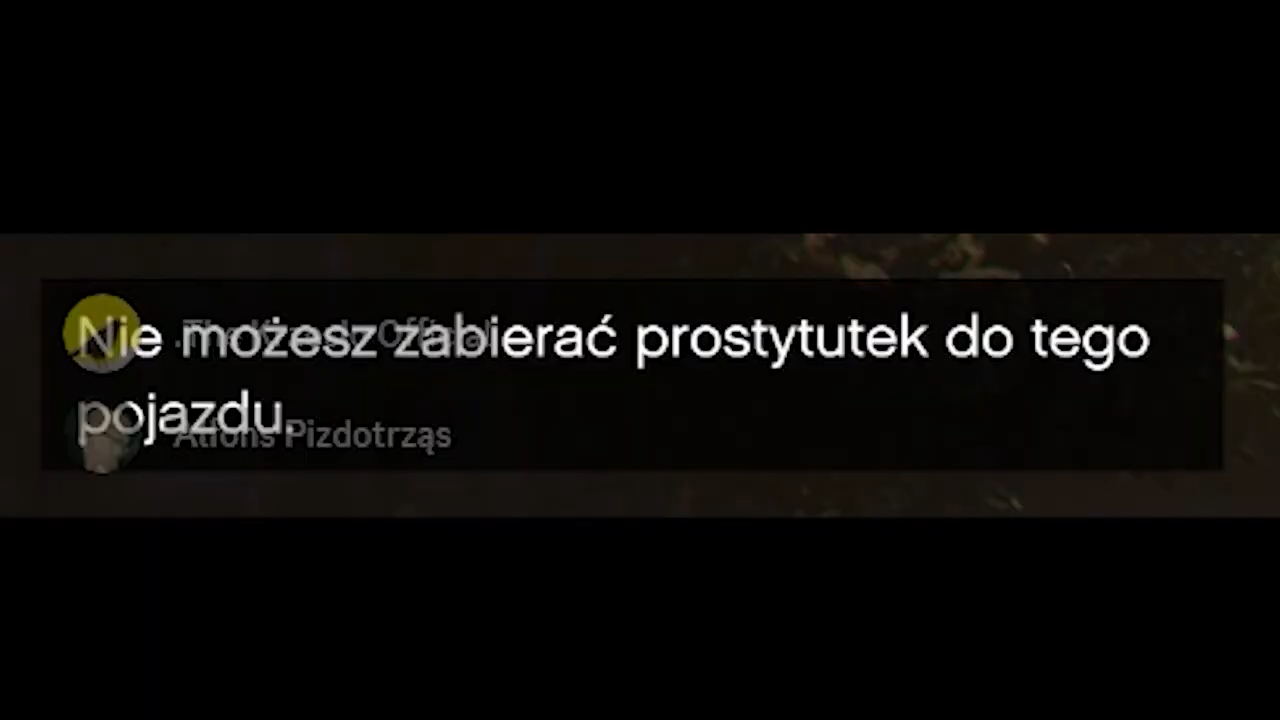 Nie możesz zabierać prostytutek do tego
pojazdu.
Alfons Pizdotrząs